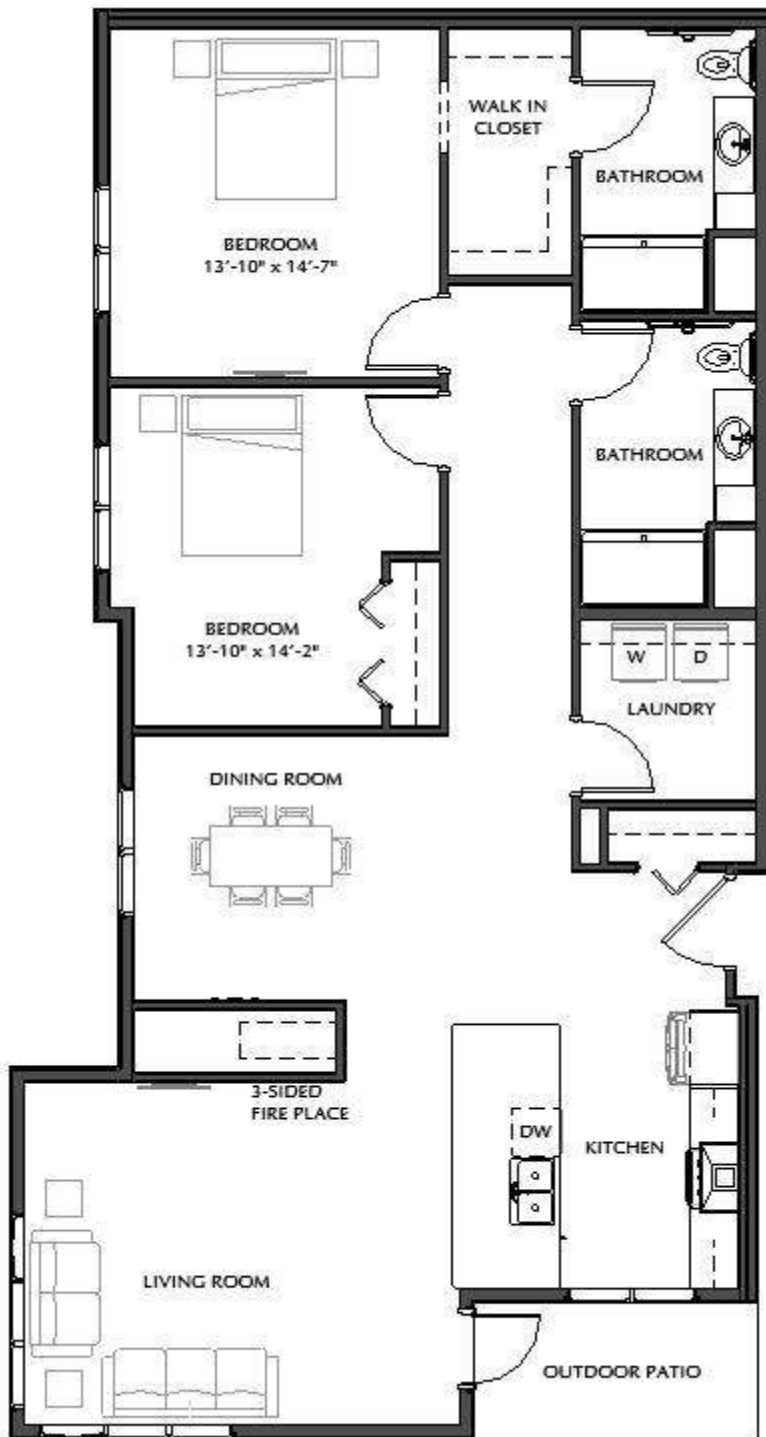 WALK IN
CLOSET
BATHROOM
BEDROOM
13'-10" x 14'-7"
BATHROOM
BEDROOM
13'-10" x 14'-2"
W
D
LAUNDRY
DINING ROOM
3-SIDED
FIRE PLACE
DW
KITCHEN
LIVING ROOM
OUTDOOR PATIO